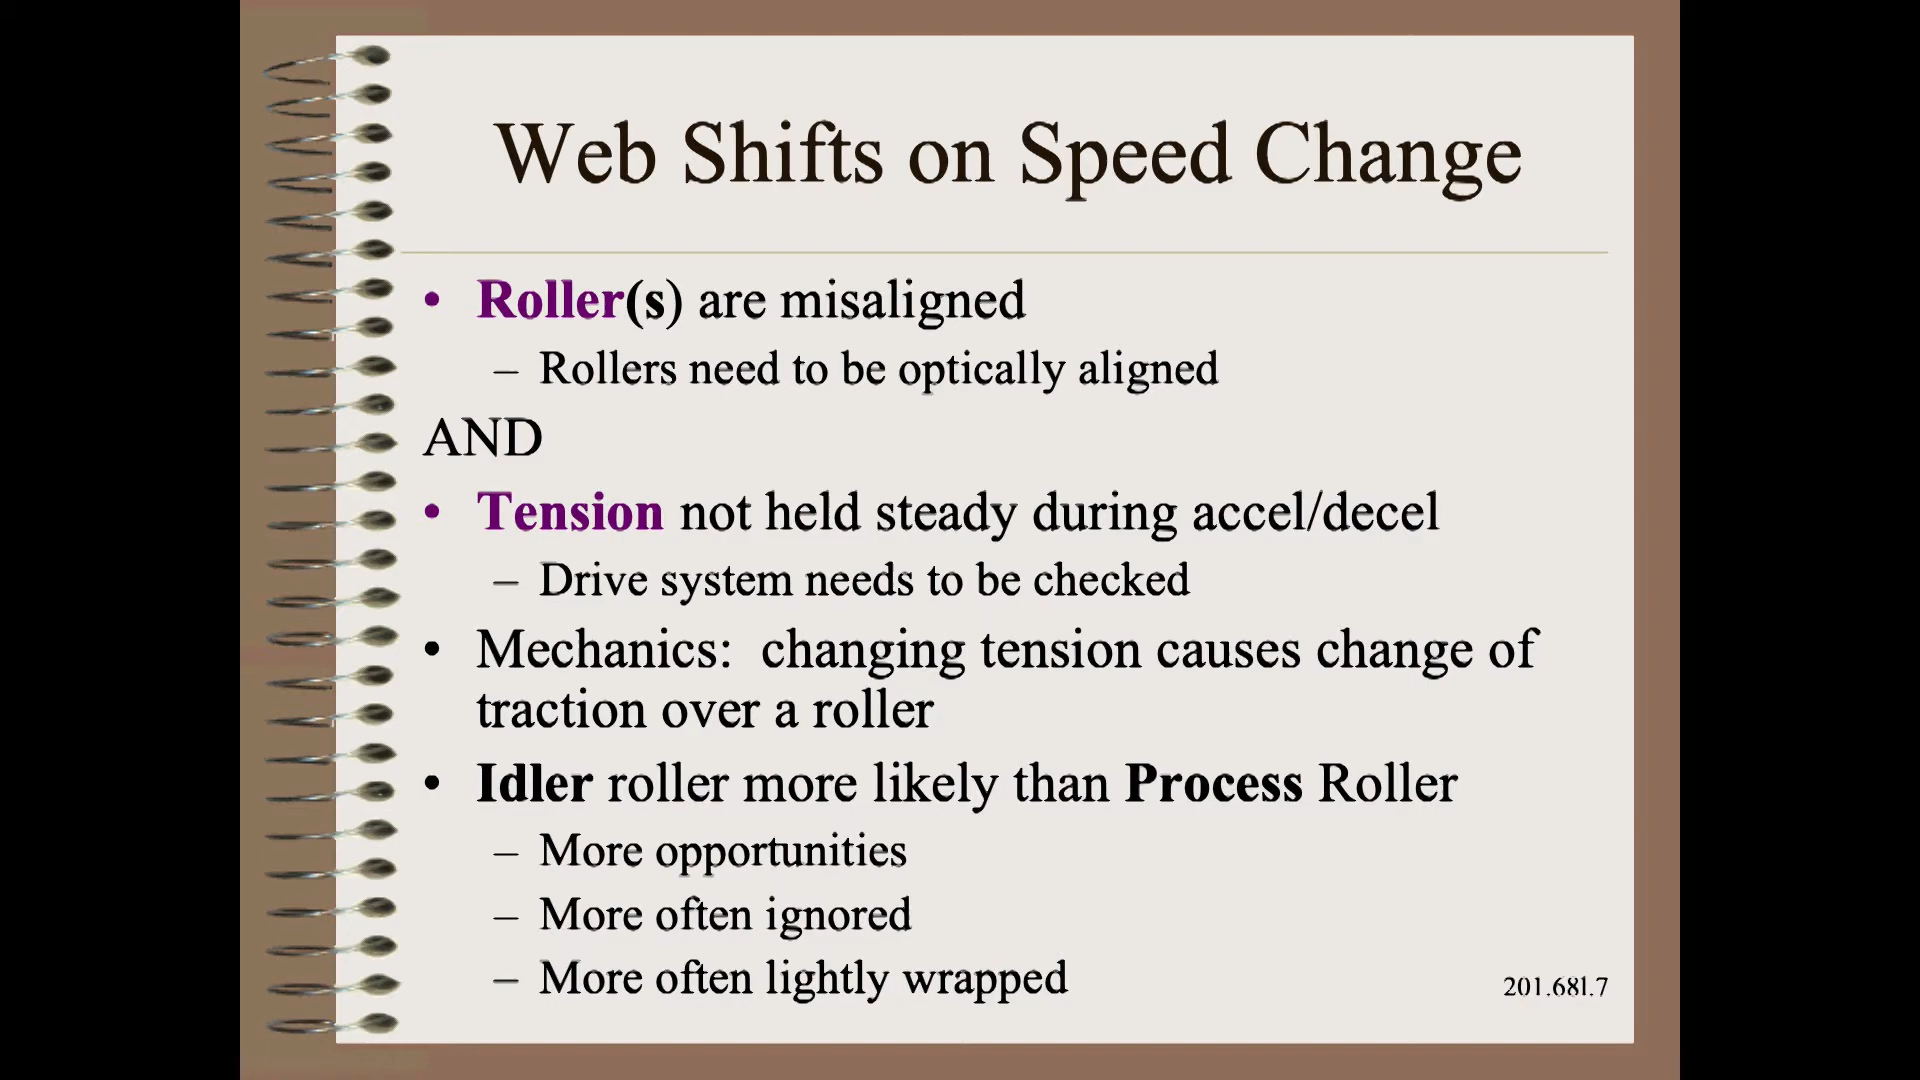 Web Shifts on Speed Change
• Roller(s) are misaligned
– Rollers need to be optically aligned
AND
• Tension not held steady during accel/decel
– Drive system needs to be checked
• Mechanics: changing tension causes change of
traction over a roller
• Idler roller more likely than Process Roller
– More opportunities
– More often ignored
– More often lightly wrapped
201.681.7